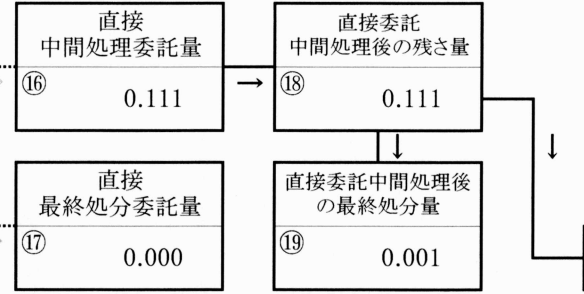 直接
中間処理委託量
⑯
0.111
→
直接委託
中間処理後の残さ量
⑱
0.111
↓
↓
直接
最終処分委託量
⑰
0.000
直接委託中間処理後
の最終処分量
⑲
0.001